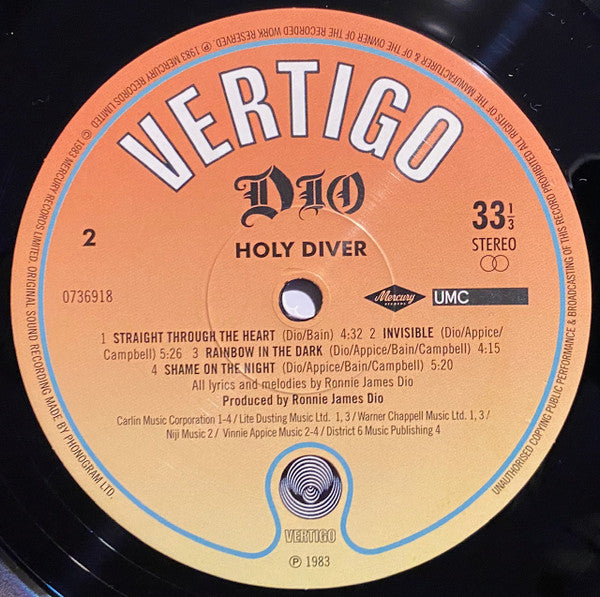 ℗ 1983 MERCURY RECORDS LIMITED. © 1983 MERCURY RECORDS LIMITED. ORIGINAL SOUND RECORDING MADE BY PHONOGRAM LTD.
ALL RIGHTS OF THE MANUFACTURER & OF THE OWNER OF THE RECORDED WORK RESERVED
UNAUTHORISED COPYING PUBLIC PERFORMANCE & BROADCASTING OF THIS RECORD PROHIBITED
VERTIGO
DIO
HOLY DIVER
2
33 1/3
STEREO
0736918
Mercury
RECORDS
UMC
1 STRAIGHT THROUGH THE HEART (Dio/Bain) 4:32 2 INVISIBLE (Dio/Appice/
Campbell) 5:26 3 RAINBOW IN THE DARK (Dio/Appice/Bain/Campbell) 4:15
4 SHAME ON THE NIGHT (Dio/Appice/Bain/Campbell) 5:20
All lyrics and melodies by Ronnie James Dio
Produced by Ronnie James Dio
Carlin Music Corporation 1-4 / Lite Dusting Music Ltd. 1, 3 / Warner Chappell Music Ltd. 1, 3 /
Niji Music 2 / Vinnie Appice Music 2-4 / District 6 Music Publishing 4
VERTIGO
℗ 1983